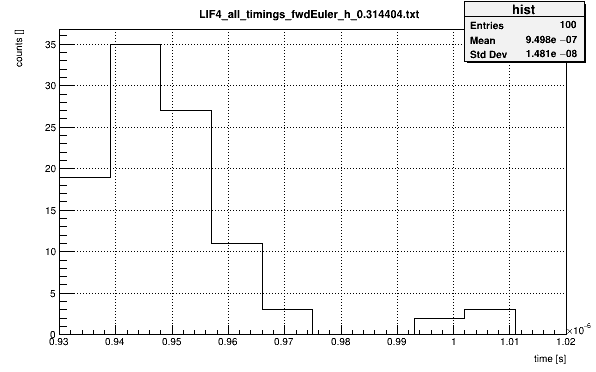 LIF4_all_timings_fwdEuler_h_0.314404.txt
hist
Entries 100
Mean 9.498e −07
Std Dev 1.481e −08
counts []
35
30
25
20
15
10
5
0
0.93 0.94 0.95 0.96 0.97 0.98 0.99 1 1.01 1.02
×10⁻⁶
time [s]